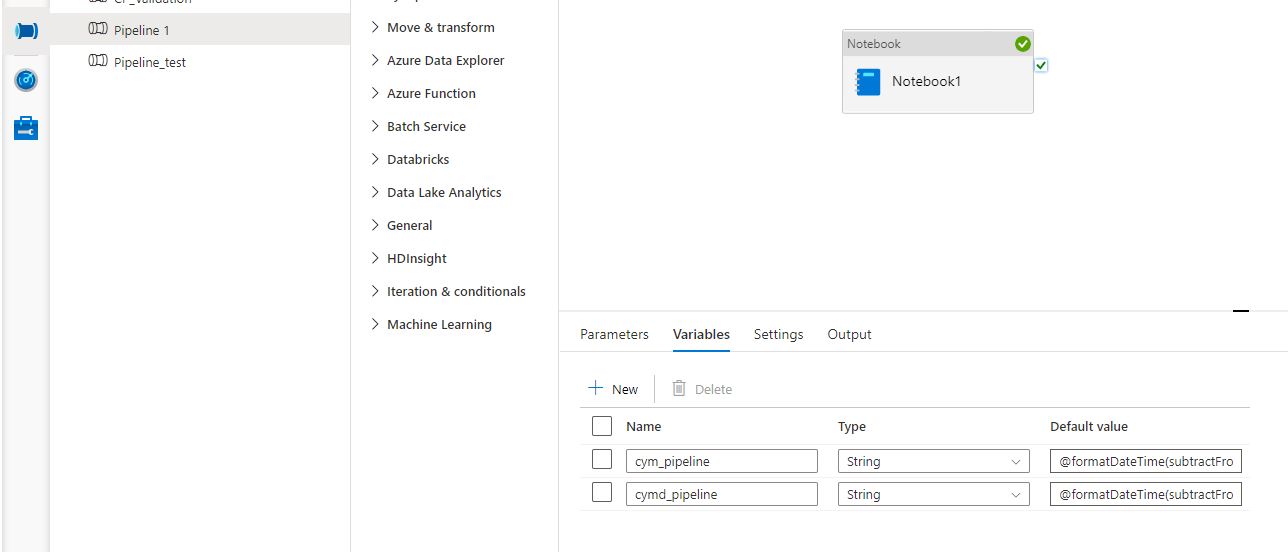 Pipeline 1
Pipeline_test
Move & transform
Azure Data Explorer
Azure Function
Batch Service
Databricks
Data Lake Analytics
General
HDInsight
Iteration & conditionals
Machine Learning
Notebook
Notebook1
Parameters Variables Settings Output
New Delete
Name Type Default value
cym_pipeline String @formatDateTime(subtractFro
cymd_pipeline String @formatDateTime(subtractFro